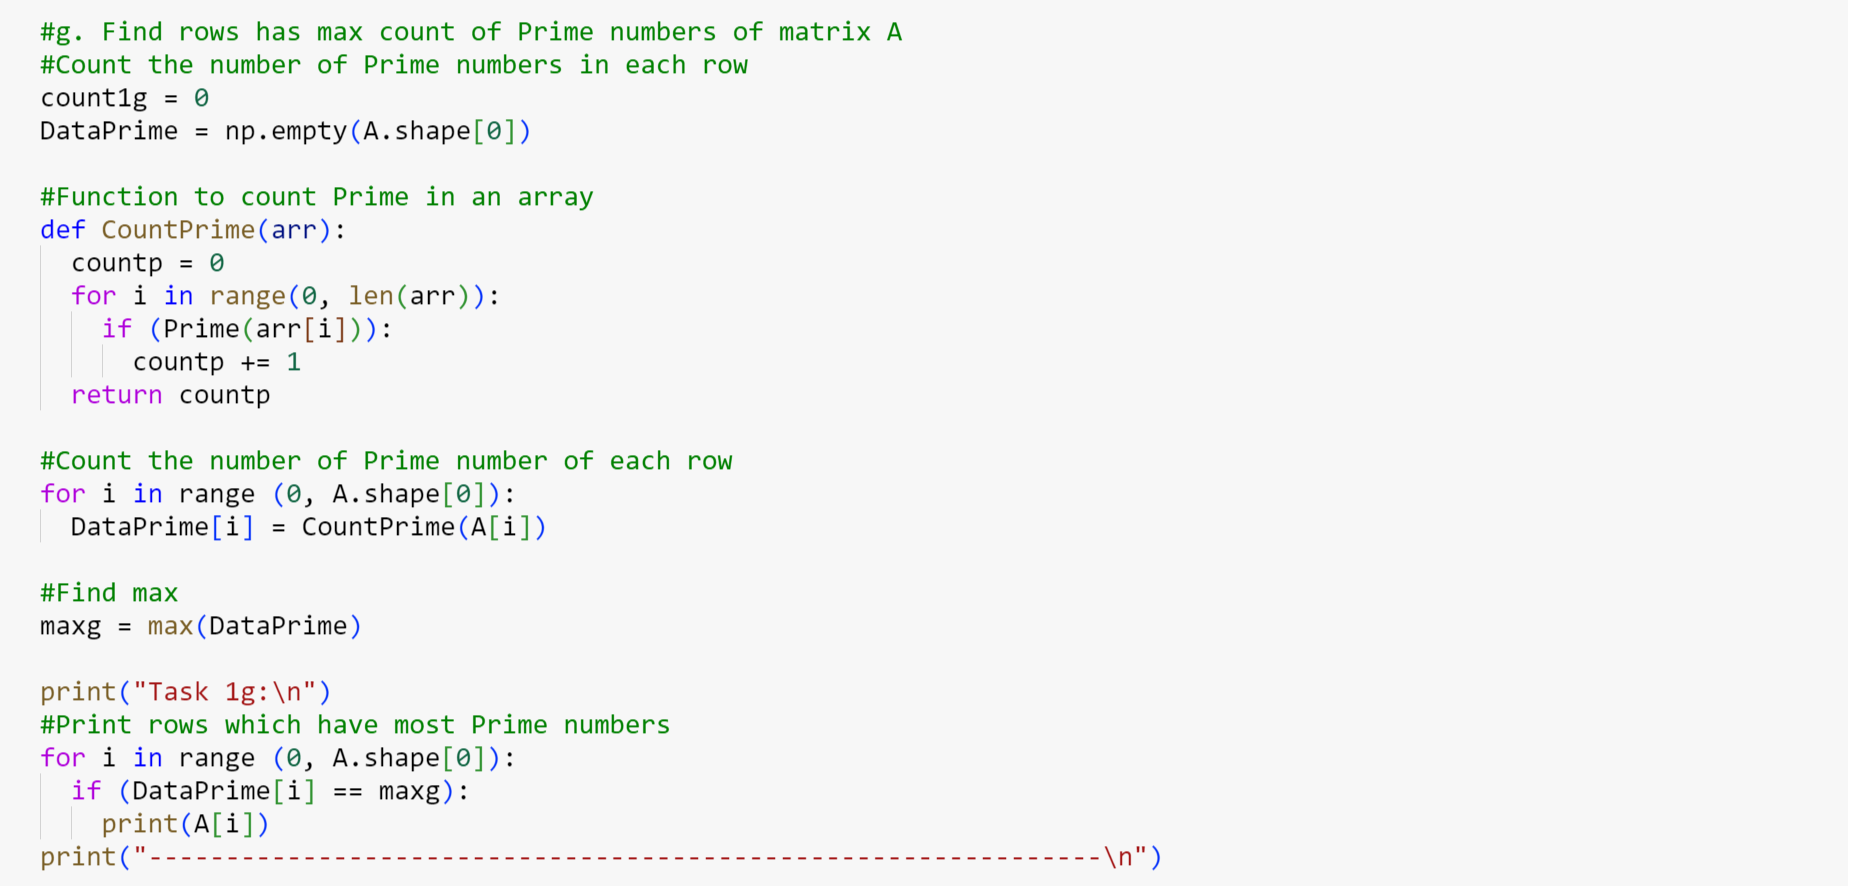 #g. Find rows has max count of Prime numbers of matrix A
#Count the number of Prime numbers in each row
count1g = 0
DataPrime = np.empty(A.shape[0])
#Function to count Prime in an array
def CountPrime(arr):
  countp = 0
  for i in range(0, len(arr)):
    if (Prime(arr[i])):
      countp += 1
  return countp
#Count the number of Prime number of each row
for i in range (0, A.shape[0]):
  DataPrime[i] = CountPrime(A[i])
#Find max
maxg = max(DataPrime)
print("Task 1g:\n")
#Print rows which have most Prime numbers
for i in range (0, A.shape[0]):
  if (DataPrime[i] == maxg):
    print(A[i])
print("--------------------------------------------------------------\n")